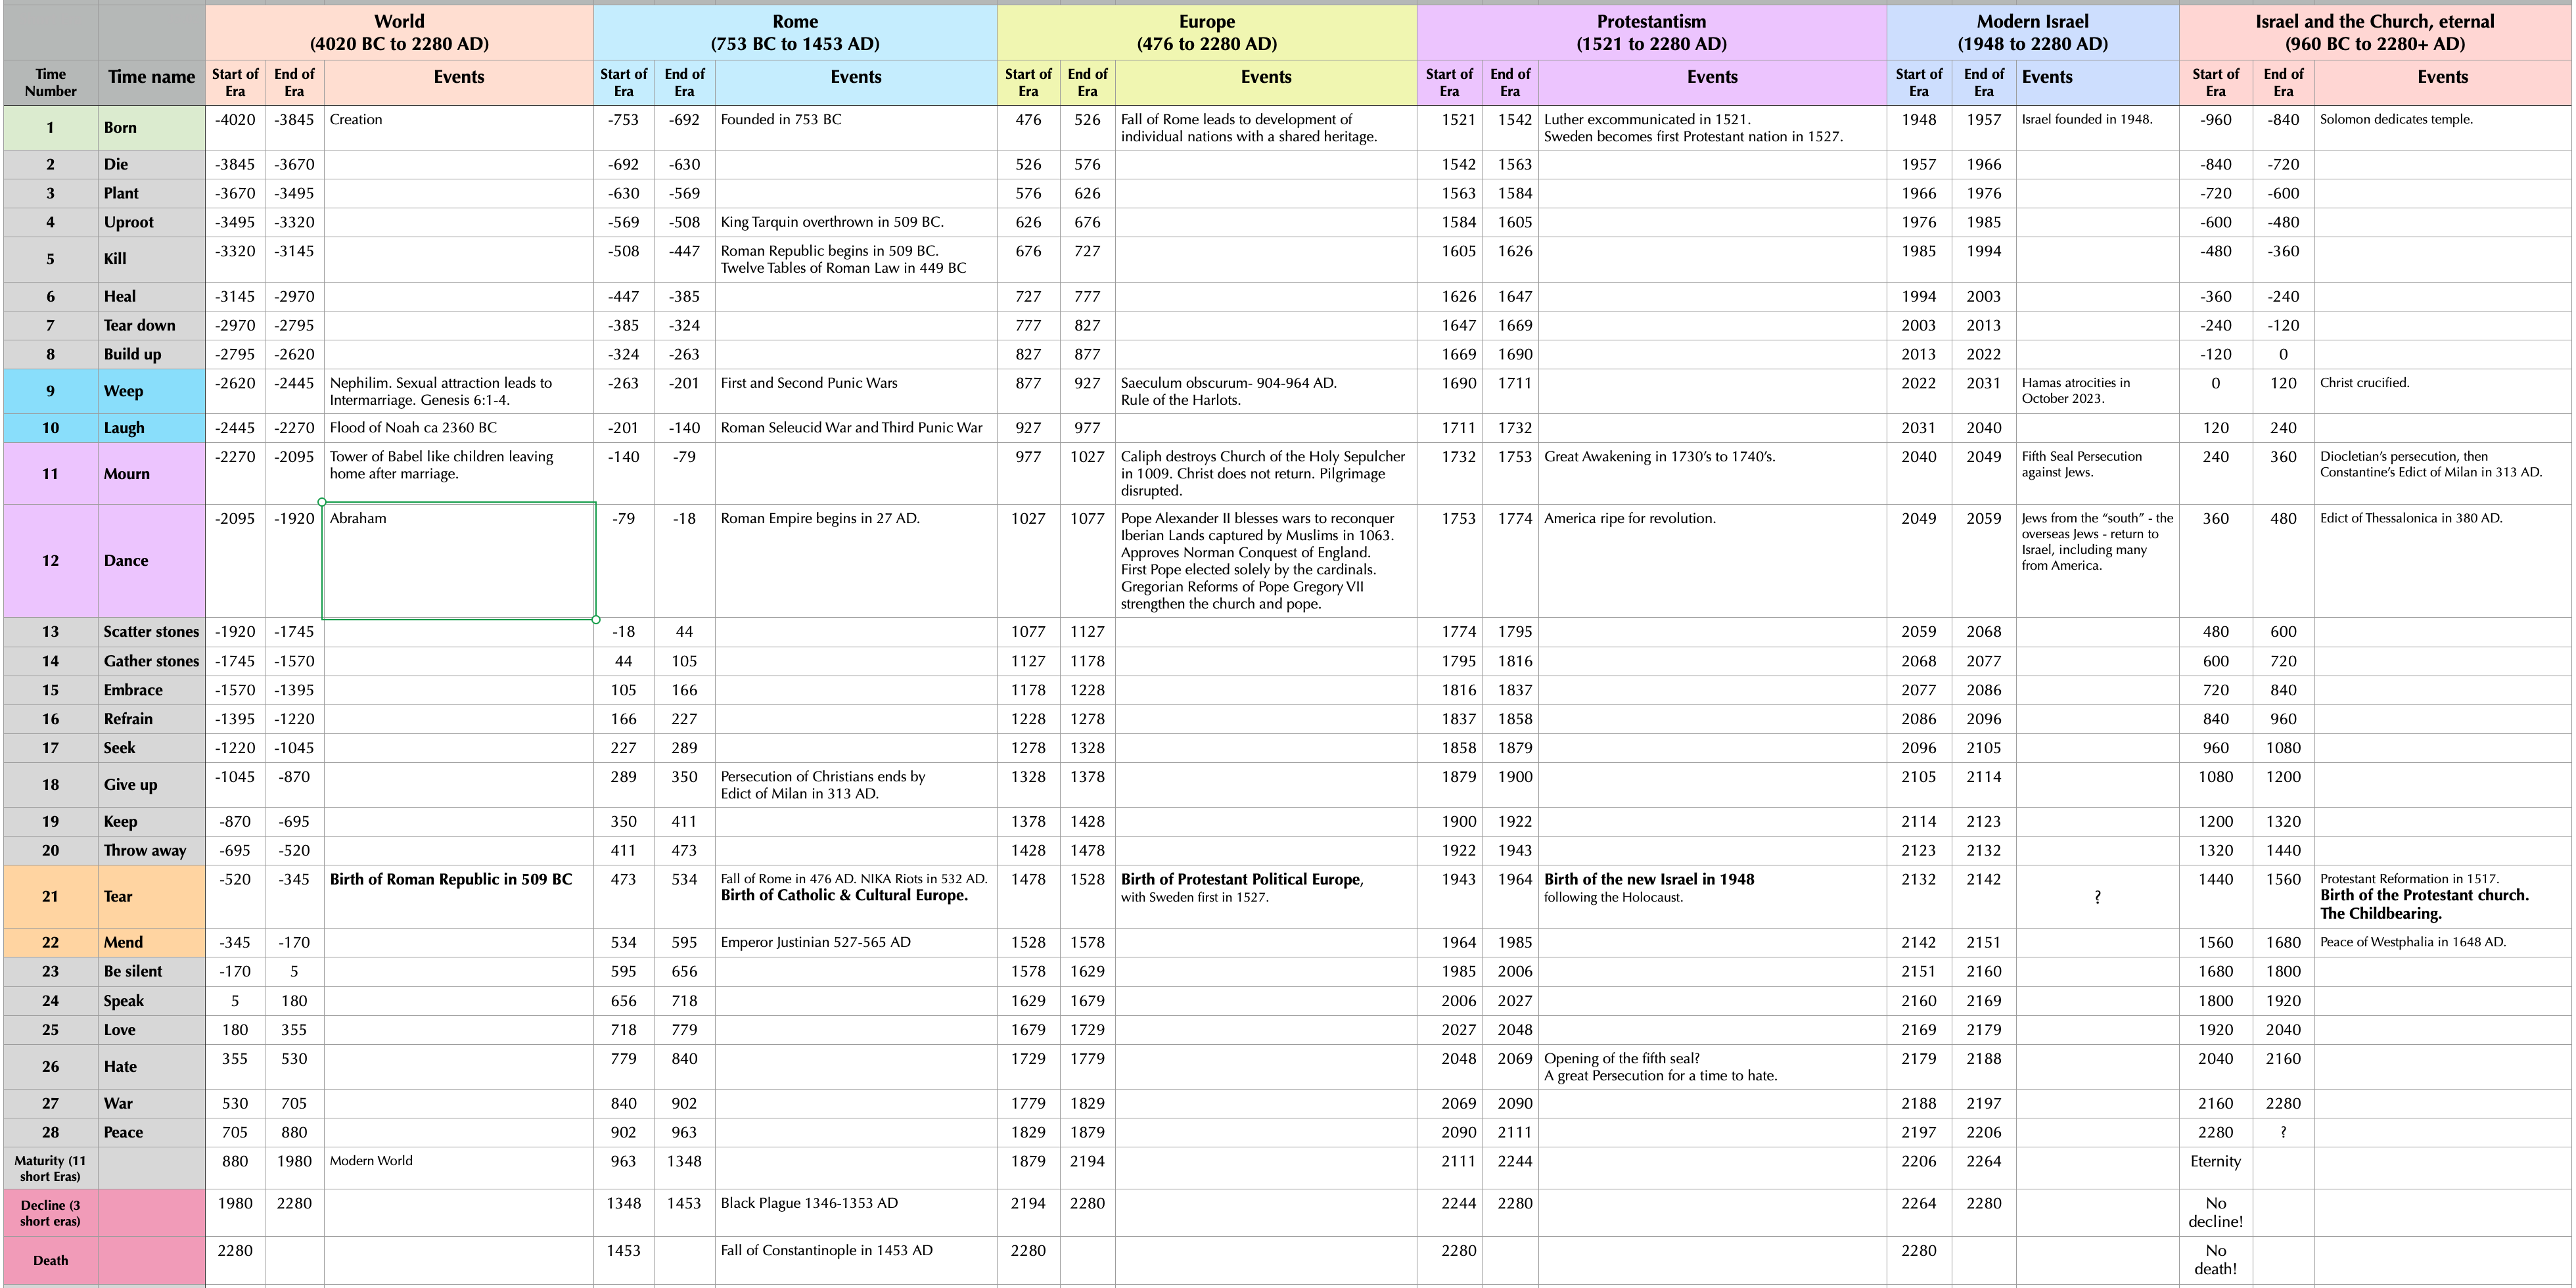 World
(4020 BC to 2280 AD)
Rome
(753 BC to 1453 AD)
Europe
(476 to 2280 AD)
Protestantism
(1521 to 2280 AD)
Modern Israel
(1948 to 2280 AD)
Israel and the Church, eternal
(960 BC to 2280+ AD)
Time Number Time name Start of Era End of Era Events Start of Era End of Era Events Start of Era End of Era Events Start of Era End of Era Events Start of Era End of Era Events Start of Era End of Era Events
1 Born -4020 -3845 Creation -753 -692 Founded in 753 BC 476 526 Fall of Rome leads to development of individual nations with a shared heritage. 1521 1542 Luther excommunicated in 1521. Sweden becomes first Protestant nation in 1527. 1948 1957 Israel founded in 1948. -960 -840 Solomon dedicates temple.
2 Die -3845 -3670 -692 -630 526 576 1542 1563 1957 1966 -840 -720
3 Plant -3670 -3495 -630 -569 576 626 1563 1584 1966 1976 -720 -600
4 Uproot -3495 -3320 -569 -508 King Tarquin overthrown in 509 BC. 626 676 1584 1605 1976 1985 -600 -480
5 Kill -3320 -3145 -508 -447 Roman Republic begins in 509 BC. Twelve Tables of Roman Law in 449 BC 676 727 1605 1626 1985 1994 -480 -360
6 Heal -3145 -2970 -447 -385 727 777 1626 1647 1994 2003 -360 -240
7 Tear down -2970 -2795 -385 -324 777 827 1647 1669 2003 2013 -240 -120
8 Build up -2795 -2620 -324 -263 827 877 1669 1690 2013 2022 -120 0
9 Weep -2620 -2445 Nephilim. Sexual attraction leads to Intermarriage. Genesis 6:1-4. -263 -201 First and Second Punic Wars 877 927 Saeculum obscurum- 904-964 AD. Rule of the Harlots. 1690 1711 2022 2031 Hamas atrocities in October 2023. 0 120 Christ crucified.
10 Laugh -2445 -2270 Flood of Noah ca 2360 BC -201 -140 Roman Seleucid War and Third Punic War 927 977 1711 1732 2031 2040 120 240
11 Mourn -2270 -2095 Tower of Babel like children leaving home after marriage. -140 -79 977 1027 Caliph destroys Church of the Holy Sepulcher in 1009. Christ does not return. Pilgrimage disrupted. 1732 1753 Great Awakening in 1730's to 1740's. 2040 2049 Fifth Seal Persecution against Jews. 240 360 Diocletian's persecution, then Constantine's Edict of Milan in 313 AD.
12 Dance -2095 -1920 Abraham -79 -18 Roman Empire begins in 27 AD. 1027 1077 Pope Alexander II blesses wars to reconquer Iberian Lands captured by Muslims in 1063. Approves Norman Conquest of England. First Pope elected solely by the cardinals. Gregorian Reforms of Pope Gregory VII strengthen the church and pope. 1753 1774 America ripe for revolution. 2049 2059 Jews from the “south” - the overseas Jews - return to Israel, including many from America. 360 480 Edict of Thessalonica in 380 AD.
13 Scatter stones -1920 -1745 -18 44 1077 1127 1774 1795 2059 2068 480 600
14 Gather stones -1745 -1570 44 105 1127 1178 1795 1816 2068 2077 600 720
15 Embrace -1570 -1395 105 166 1178 1228 1816 1837 2077 2086 720 840
16 Refrain -1395 -1220 166 227 1228 1278 1837 1858 2086 2096 840 960
17 Seek -1220 -1045 227 289 1278 1328 1858 1879 2096 2105 960 1080
18 Give up -1045 -870 289 350 Persecution of Christians ends by Edict of Milan in 313 AD. 1328 1378 1879 1900 2105 2114 1080 1200
19 Keep -870 -695 350 411 1378 1428 1900 1922 2114 2123 1200 1320
20 Throw away -695 -520 411 473 1428 1478 1922 1943 2123 2132 1320 1440
21 Tear -520 -345 Birth of Roman Republic in 509 BC 473 534 Fall of Rome in 476 AD. NIKA Riots in 532 AD. Birth of Catholic & Cultural Europe. 1478 1528 Birth of Protestant Political Europe, with Sweden first in 1527. 1943 1964 Birth of the new Israel in 1948 following the Holocaust. 2132 2142 ? 1440 1560 Protestant Reformation in 1517. Birth of the Protestant church. The Childbearing.
22 Mend -345 -170 534 595 Emperor Justinian 527-565 AD 1528 1578 1964 1985 2142 2151 1560 1680 Peace of Westphalia in 1648 AD.
23 Be silent -170 5 595 656 1578 1629 1985 2006 2151 2160 1680 1800
24 Speak 5 180 656 718 1629 1679 2006 2027 2160 2169 1800 1920
25 Love 180 355 718 779 1679 1729 2027 2048 2169 2179 1920 2040
26 Hate 355 530 779 840 1729 1779 2048 2069 Opening of the fifth seal? A great Persecution for a time to hate. 2179 2188 2040 2160
27 War 530 705 840 902 1779 1829 2069 2090 2188 2197 2160 2280
28 Peace 705 880 902 963 1829 1879 2090 2111 2197 2206 2280 ?
Maturity (11 short Eras) 880 1980 Modern World 963 1348 1879 2194 2111 2244 2206 2264 Eternity
Decline (3 short eras) 1980 2280 1348 1453 Black Plague 1346-1353 AD 2194 2280 2244 2280 2264 2280 No decline!
Death 2280 1453 Fall of Constantinople in 1453 AD 2280 2280 2280 No death!